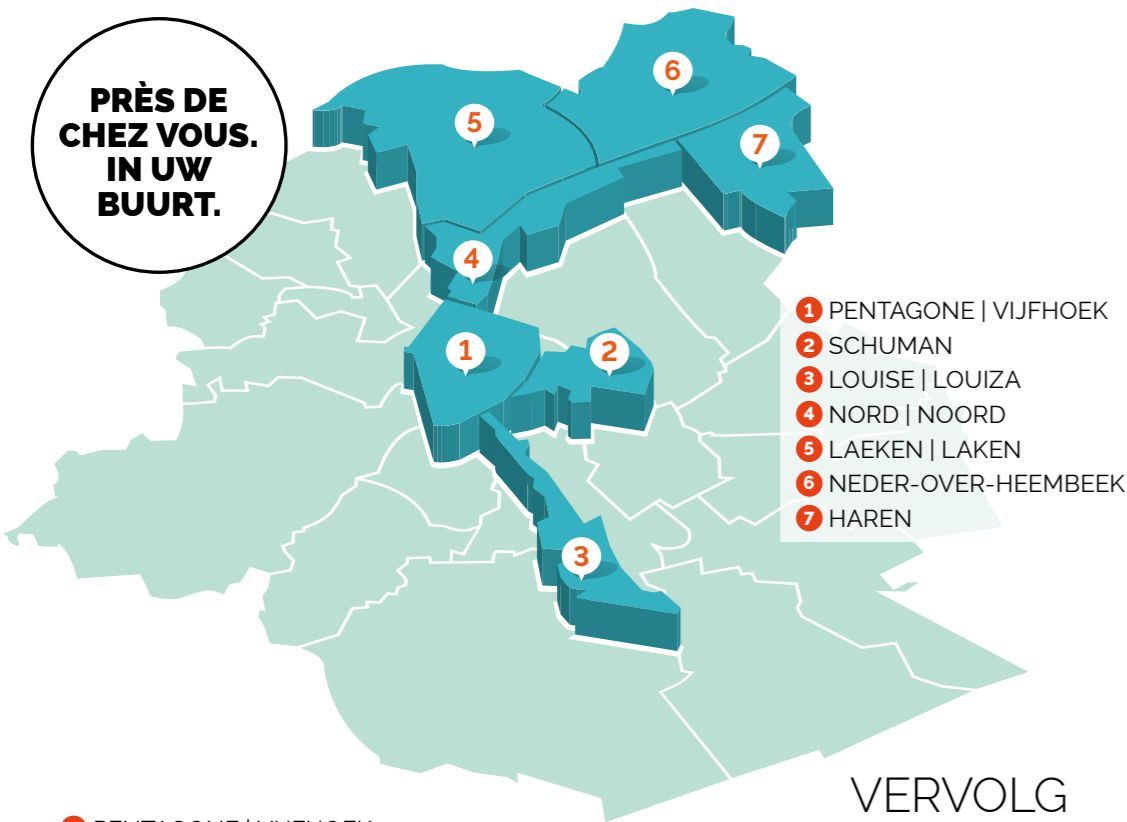 PRÈS DE
CHEZ VOUS.
IN UW
BUURT.
6
5
7
4
1
2
3
1 PENTAGONE | VIJFHOEK
2 SCHUMAN
3 LOUISE | LOUIZA
4 NORD | NOORD
5 LAEKEN | LAKEN
6 NEDER-OVER-HEEMBEEK
7 HAREN
VERVOLG